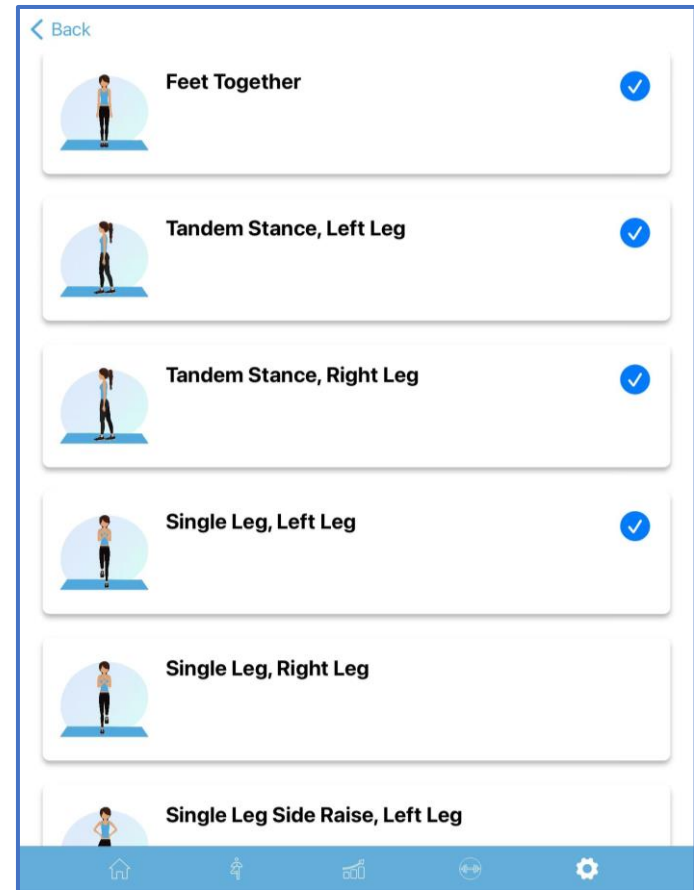 Back
Feet Together
Tandem Stance, Left Leg
Tandem Stance, Right Leg
Single Leg, Left Leg
Single Leg, Right Leg
Single Leg Side Raise, Left Leg